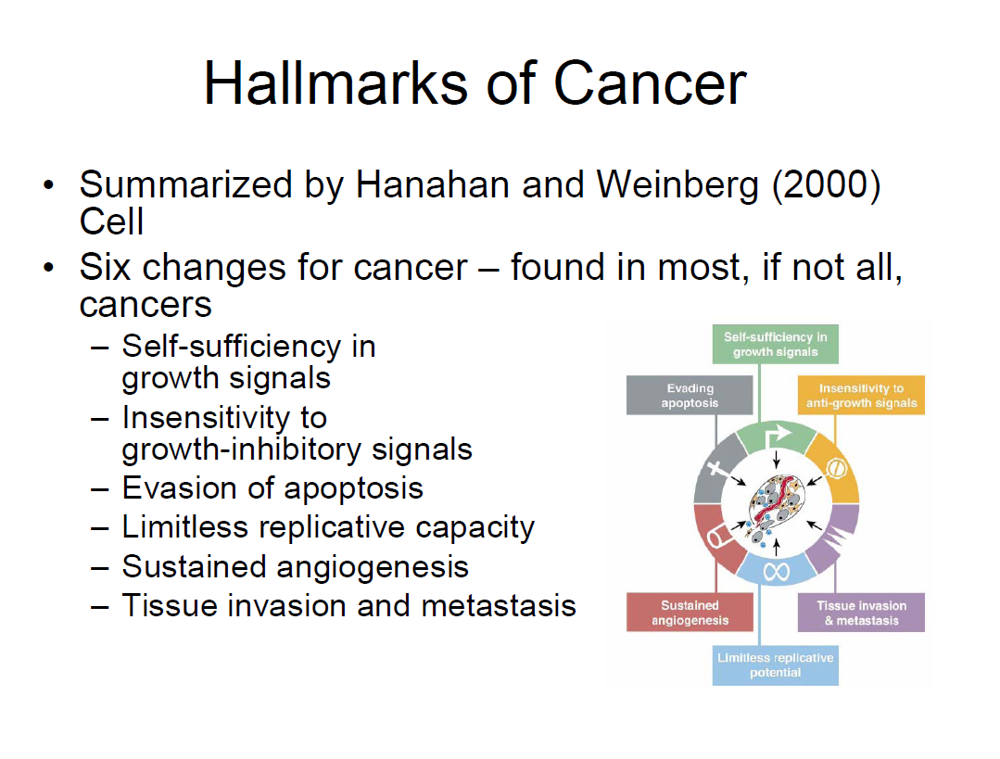 Hallmarks of Cancer
• Summarized by Hanahan and Weinberg (2000)
Cell
• Six changes for cancer – found in most, if not all,
cancers
– Self-sufficiency in
growth signals
– Insensitivity to
growth-inhibitory signals
– Evasion of apoptosis
– Limitless replicative capacity
– Sustained angiogenesis
– Tissue invasion and metastasis
Self-sufficiency in
growth signals
Evading
apoptosis
Insensitivity to
anti-growth signals
Sustained
angiogenesis
Tissue invasion
& metastasis
Limitless replicative
potential